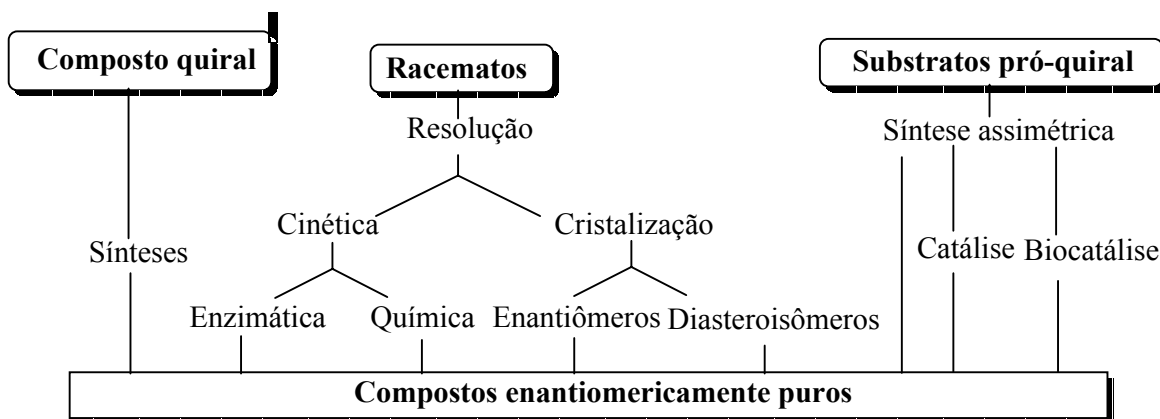 Composto quiral
Racematos
Substratos pró-quiral
Resolução
Síntese assimétrica
Cinética
Cristalização
Sínteses
Catálise
Biocatálise
Enzimática
Química
Enantiômeros
Diasteroisômeros
Compostos enantiomericamente puros